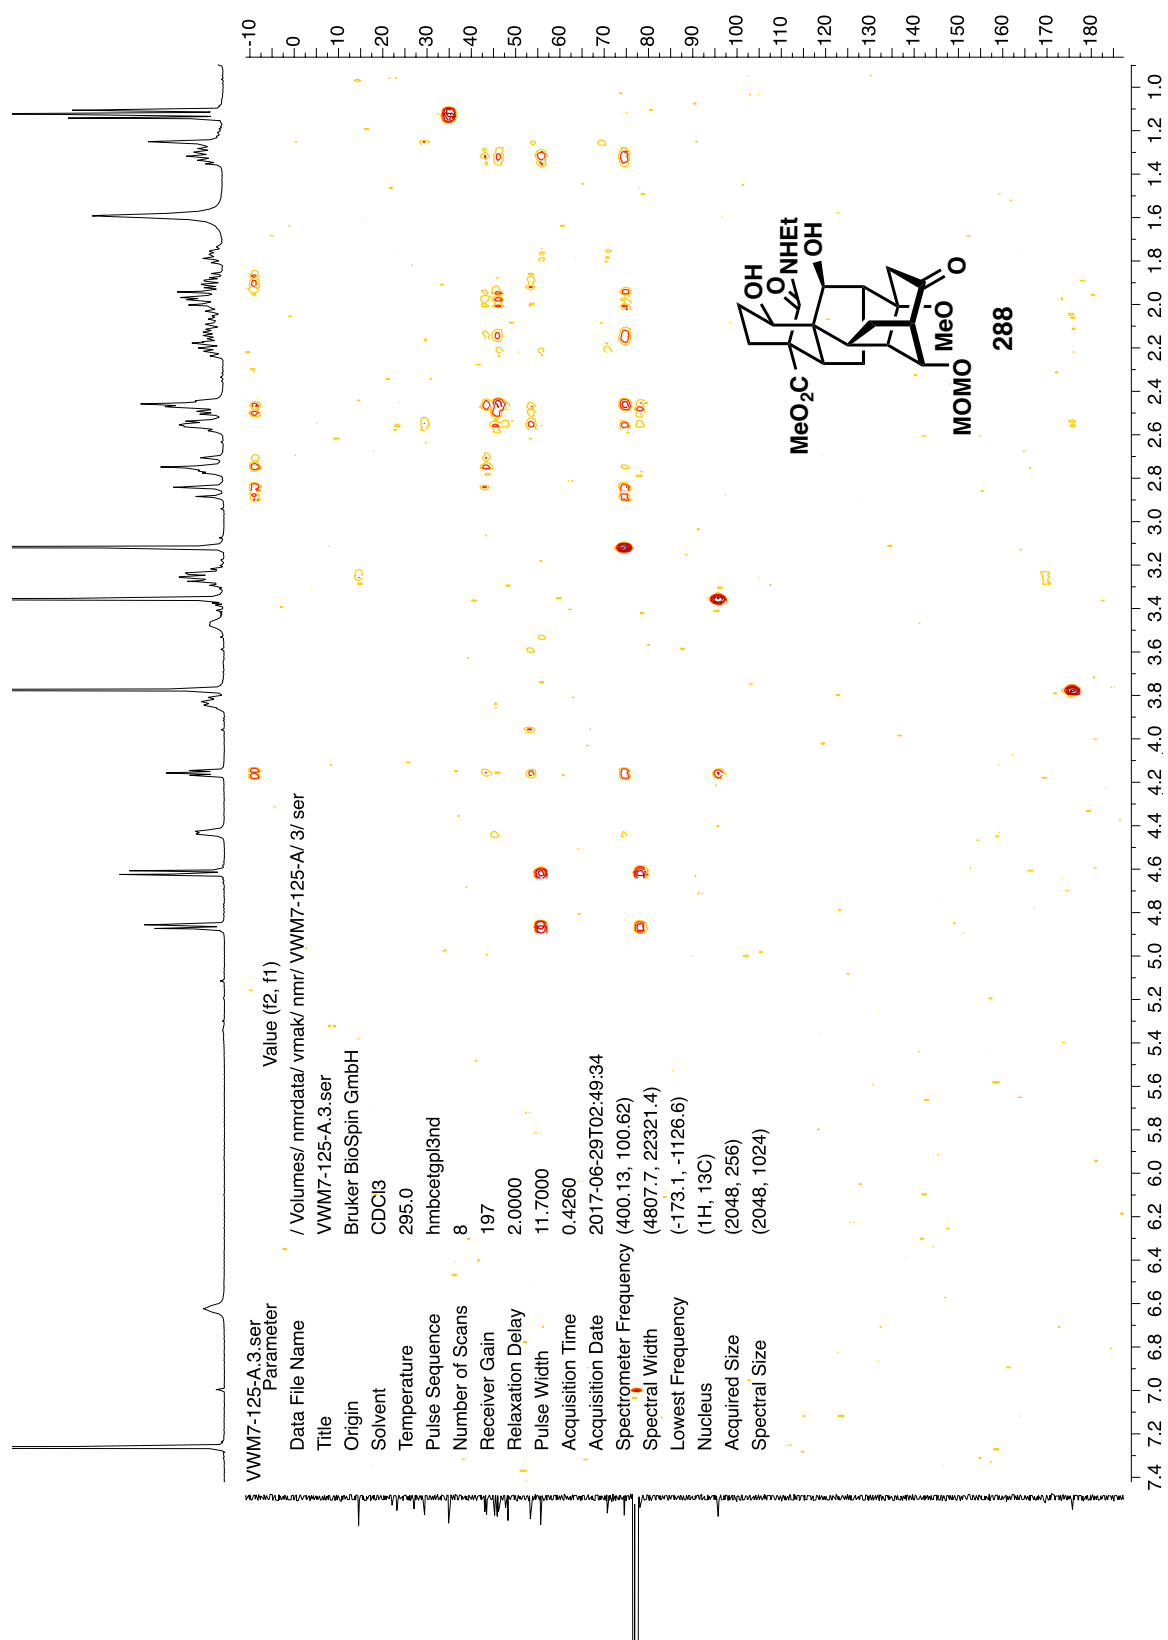 VWM7-125-A.3.ser
Parameter Value (f2, f1)
Data File Name / Volumes/ nmrdata/ vmak/ nmr/ VWM7-125-A/ 3/ ser
Title VWM7-125-A.3.ser
Origin Bruker BioSpin GmbH
Solvent CDCl3
Temperature 295.0
Pulse Sequence hmbcetgpl3nd
Number of Scans 8
Receiver Gain 197
Relaxation Delay 2.00000
Pulse Width 11.7000
Acquisition Time 0.4260
Acquisition Date 2017-06-29T02:49:34
Spectrometer Frequency (400.13, 100.62)
Spectral Width (4807.7, 22321.4)
Lowest Frequency (-173.1, -1126.6)
Nucleus (1H, 13C)
Acquired Size (2048, 256)
Spectral Size (2048, 1024)
OH
O
NHEt
OH
MeO2C
O
MeO
MOMO
288
-10
0
10
20
30
40
50
60
70
80
90
100
110
120
130
140
150
160
170
180
7.4 7.2 7.0 6.8 6.6 6.4 6.2 6.0 5.8 5.6 5.4 5.2 5.0 4.8 4.6 4.4 4.2 4.0 3.8 3.6 3.4 3.2 3.0 2.8 2.6 2.4 2.2 2.0 1.8 1.6 1.4 1.2 1.0